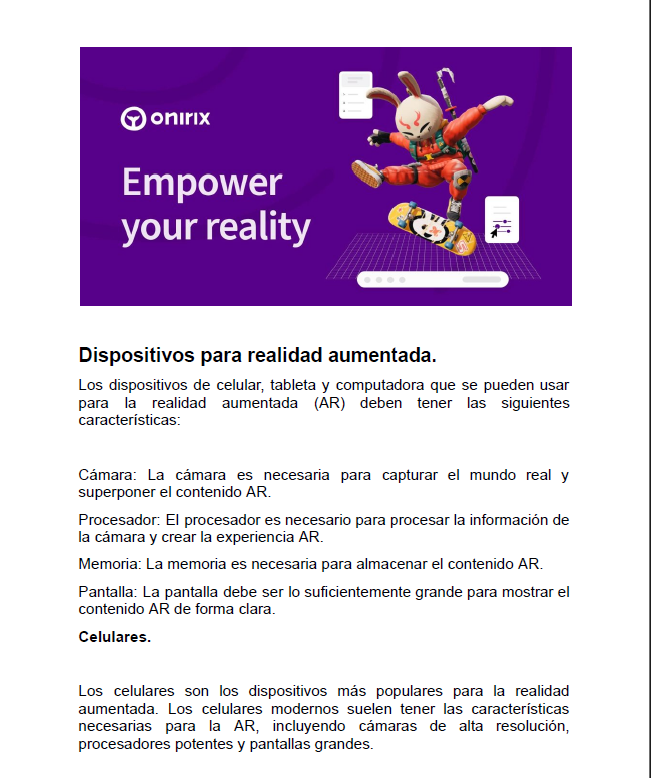 onirix
Empower
your reality
Dispositivos para realidad aumentada.
Los dispositivos de celular, tableta y computadora que se pueden usar
para la realidad aumentada (AR) deben tener las siguientes
características:
Cámara: La cámara es necesaria para capturar el mundo real y
superponer el contenido AR.
Procesador: El procesador es necesario para procesar la información de
la cámara y crear la experiencia AR.
Memoria: La memoria es necesaria para almacenar el contenido AR.
Pantalla: La pantalla debe ser lo suficientemente grande para mostrar el
contenido AR de forma clara.
Celulares.
Los celulares son los dispositivos más populares para la realidad
aumentada. Los celulares modernos suelen tener las características
necesarias para la AR, incluyendo cámaras de alta resolución,
procesadores potentes y pantallas grandes.